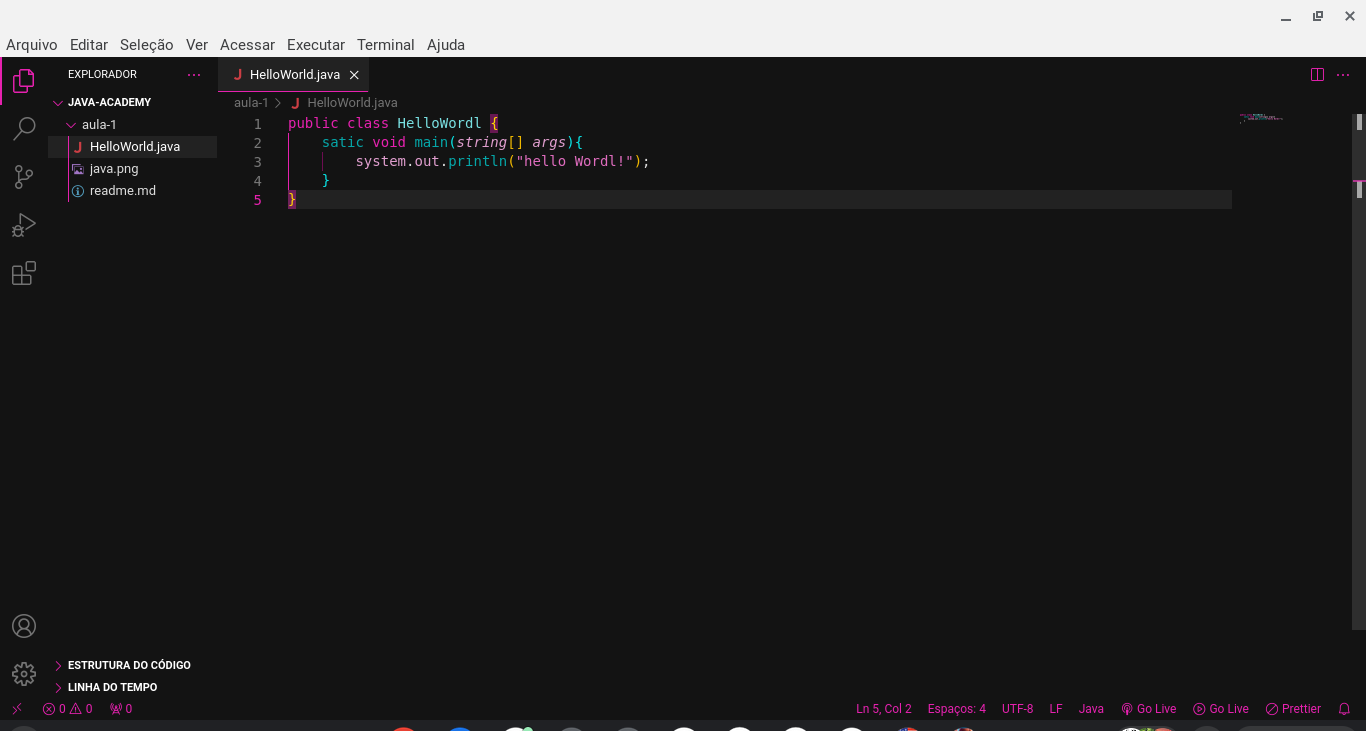 Arquivo Editar Seleção Ver Acessar Executar Terminal Ajuda
EXPLORADOR
JAVA-ACADEMY
aula-1
HelloWorld.java
java.png
readme.md
ESTRUTURA DO CÓDIGO
LINHA DO TEMPO
HelloWorld.java
aula-1 HelloWorld.java
1 public class HelloWordl {
2 satic void main(string[] args){
3 system.out.println("hello Wordl!");
4 }
5 }
0 0 0 Ln 5, Col 2 Espaços: 4 UTF-8 LF Java Go Live Go Live Prettier